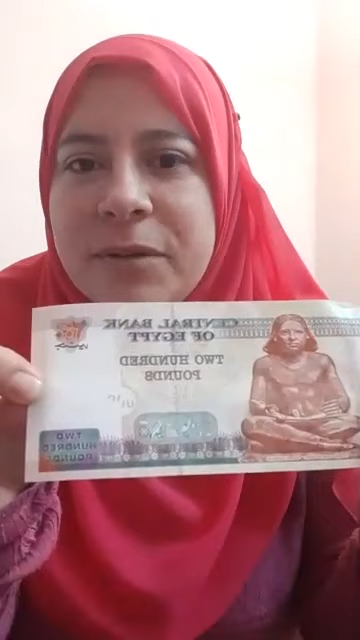 CENTRAL BANK
OF EGYPT
TWO HUNDRED
POUNDS
TWO
HUNDRED
POUNDS